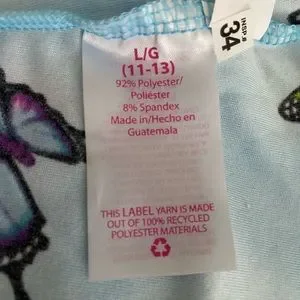 INSP.#
34
L/G
(11-13)
92% Polyester/
Poliéster
8% Spandex
Made in/Hecho en
Guatemala
THIS LABEL YARN IS MADE
OUT OF 100% RECYCLED
POLYESTER MATERIALS